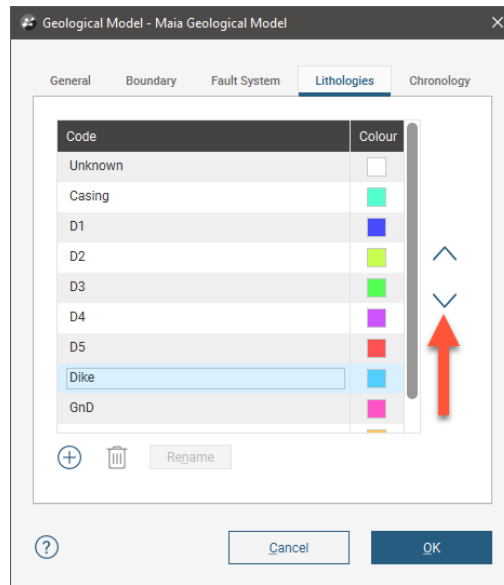 Geological Model - Maia Geological Model
General Boundary Fault System Lithologies Chronology
Code Colour
Unknown
Casing
D1
D2
D3
D4
D5
Dike
GnD
Rename
? Cancel OK